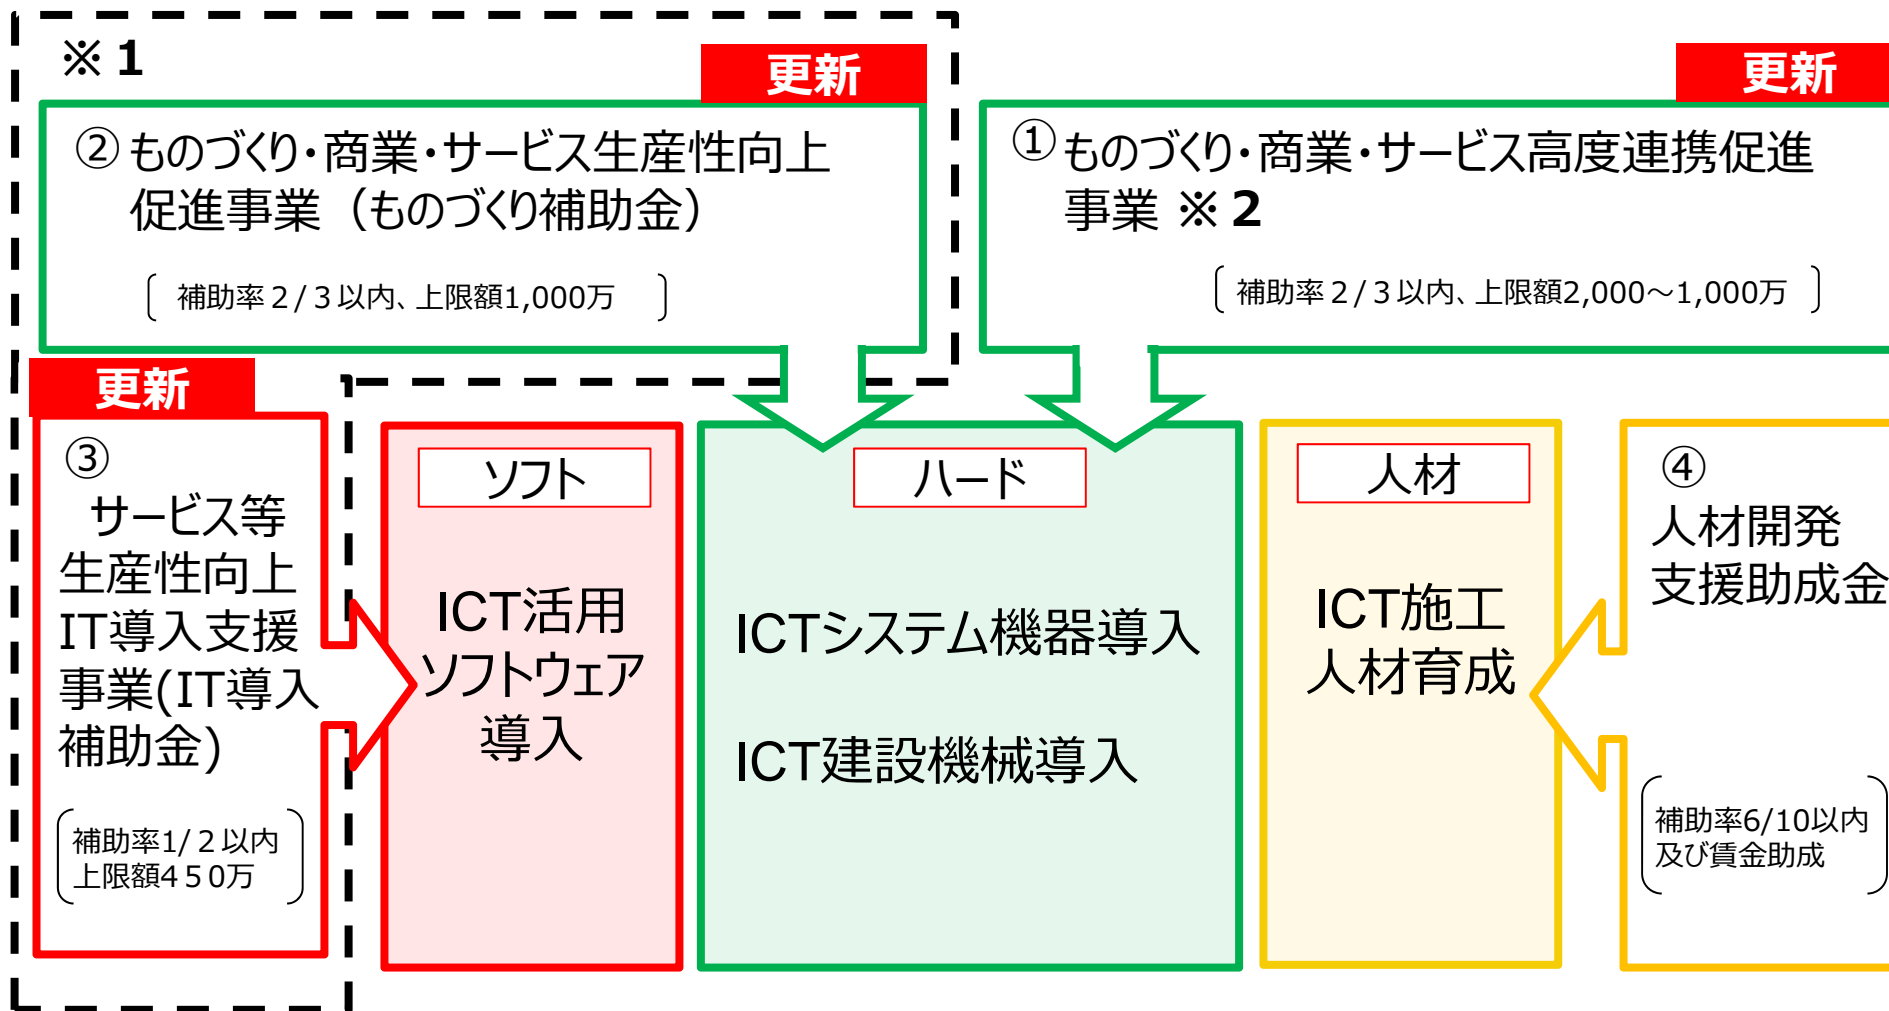 ※１
更新
② ものづくり・商業・サービス生産性向上
促進事業（ものづくり補助金）
補助率２/３以内、上限額1,000万
更新
① ものづくり・商業・サービス高度連携促進
事業 ※２
補助率２/３以内、上限額2,000～1,000万
更新
③
サービス等
生産性向上
IT導入支援
事業(IT導入
補助金)
補助率1/２以内
上限額４５０万
ソフト
ICT活用
ソフトウェア
導入
ハード
ICTシステム機器導入
ICT建設機械導入
人材
ICT施工
人材育成
④
人材開発
支援助成金
補助率6/10以内
及び賃金助成